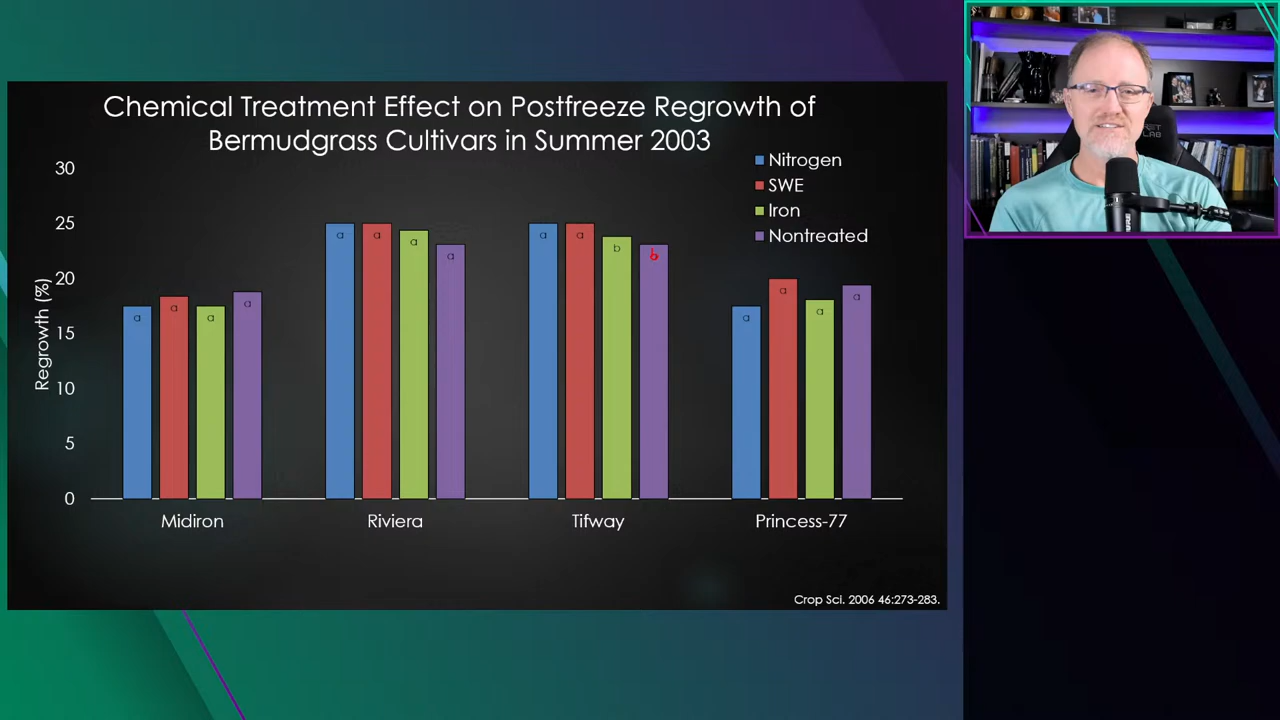 Chemical Treatment Effect on Postfreeze Regrowth of
Bermudgrass Cultivars in Summer 2003
Nitrogen
SWE
Iron
Nontreated
Regrowth (%)
30
25
20
15
10
5
0
a a a a
a a a a
a a b b
a a a a
Midiron Riviera Tifway Princess-77
Crop Sci. 2006 46:273-283.